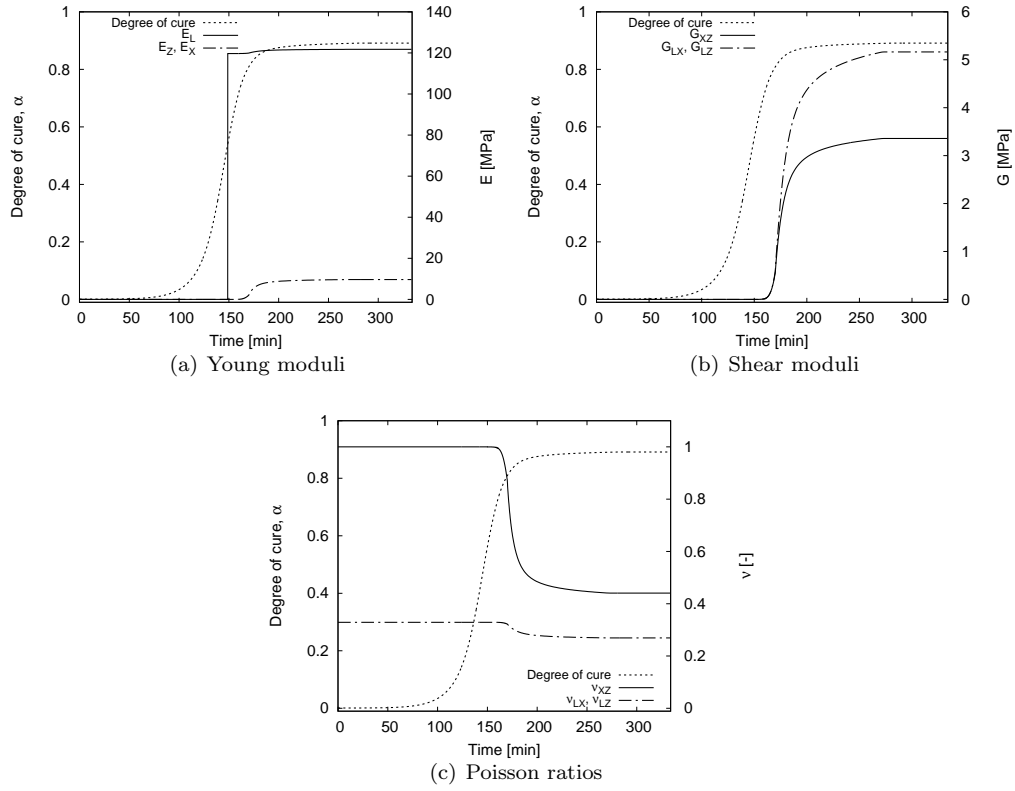 Degree of cure
E_L
E_Z, E_X
1
0.8
0.6
0.4
0.2
0
Degree of cure, α
140
120
100
80
60
40
20
0
E [MPa]
0 50 100 150 200 250 300
Time [min]
(a) Young moduli
Degree of cure
G_XZ
G_LX, G_LZ
1
0.8
0.6
0.4
0.2
0
Degree of cure, α
6
5
4
3
2
1
0
G [MPa]
0 50 100 150 200 250 300
Time [min]
(b) Shear moduli
1
0.8
0.6
0.4
0.2
0
Degree of cure, α
1
0.8
0.6
0.4
0.2
0
ν [-]
Degree of cure
ν_XZ
ν_LX, ν_LZ
0 50 100 150 200 250 300
Time [min]
(c) Poisson ratios